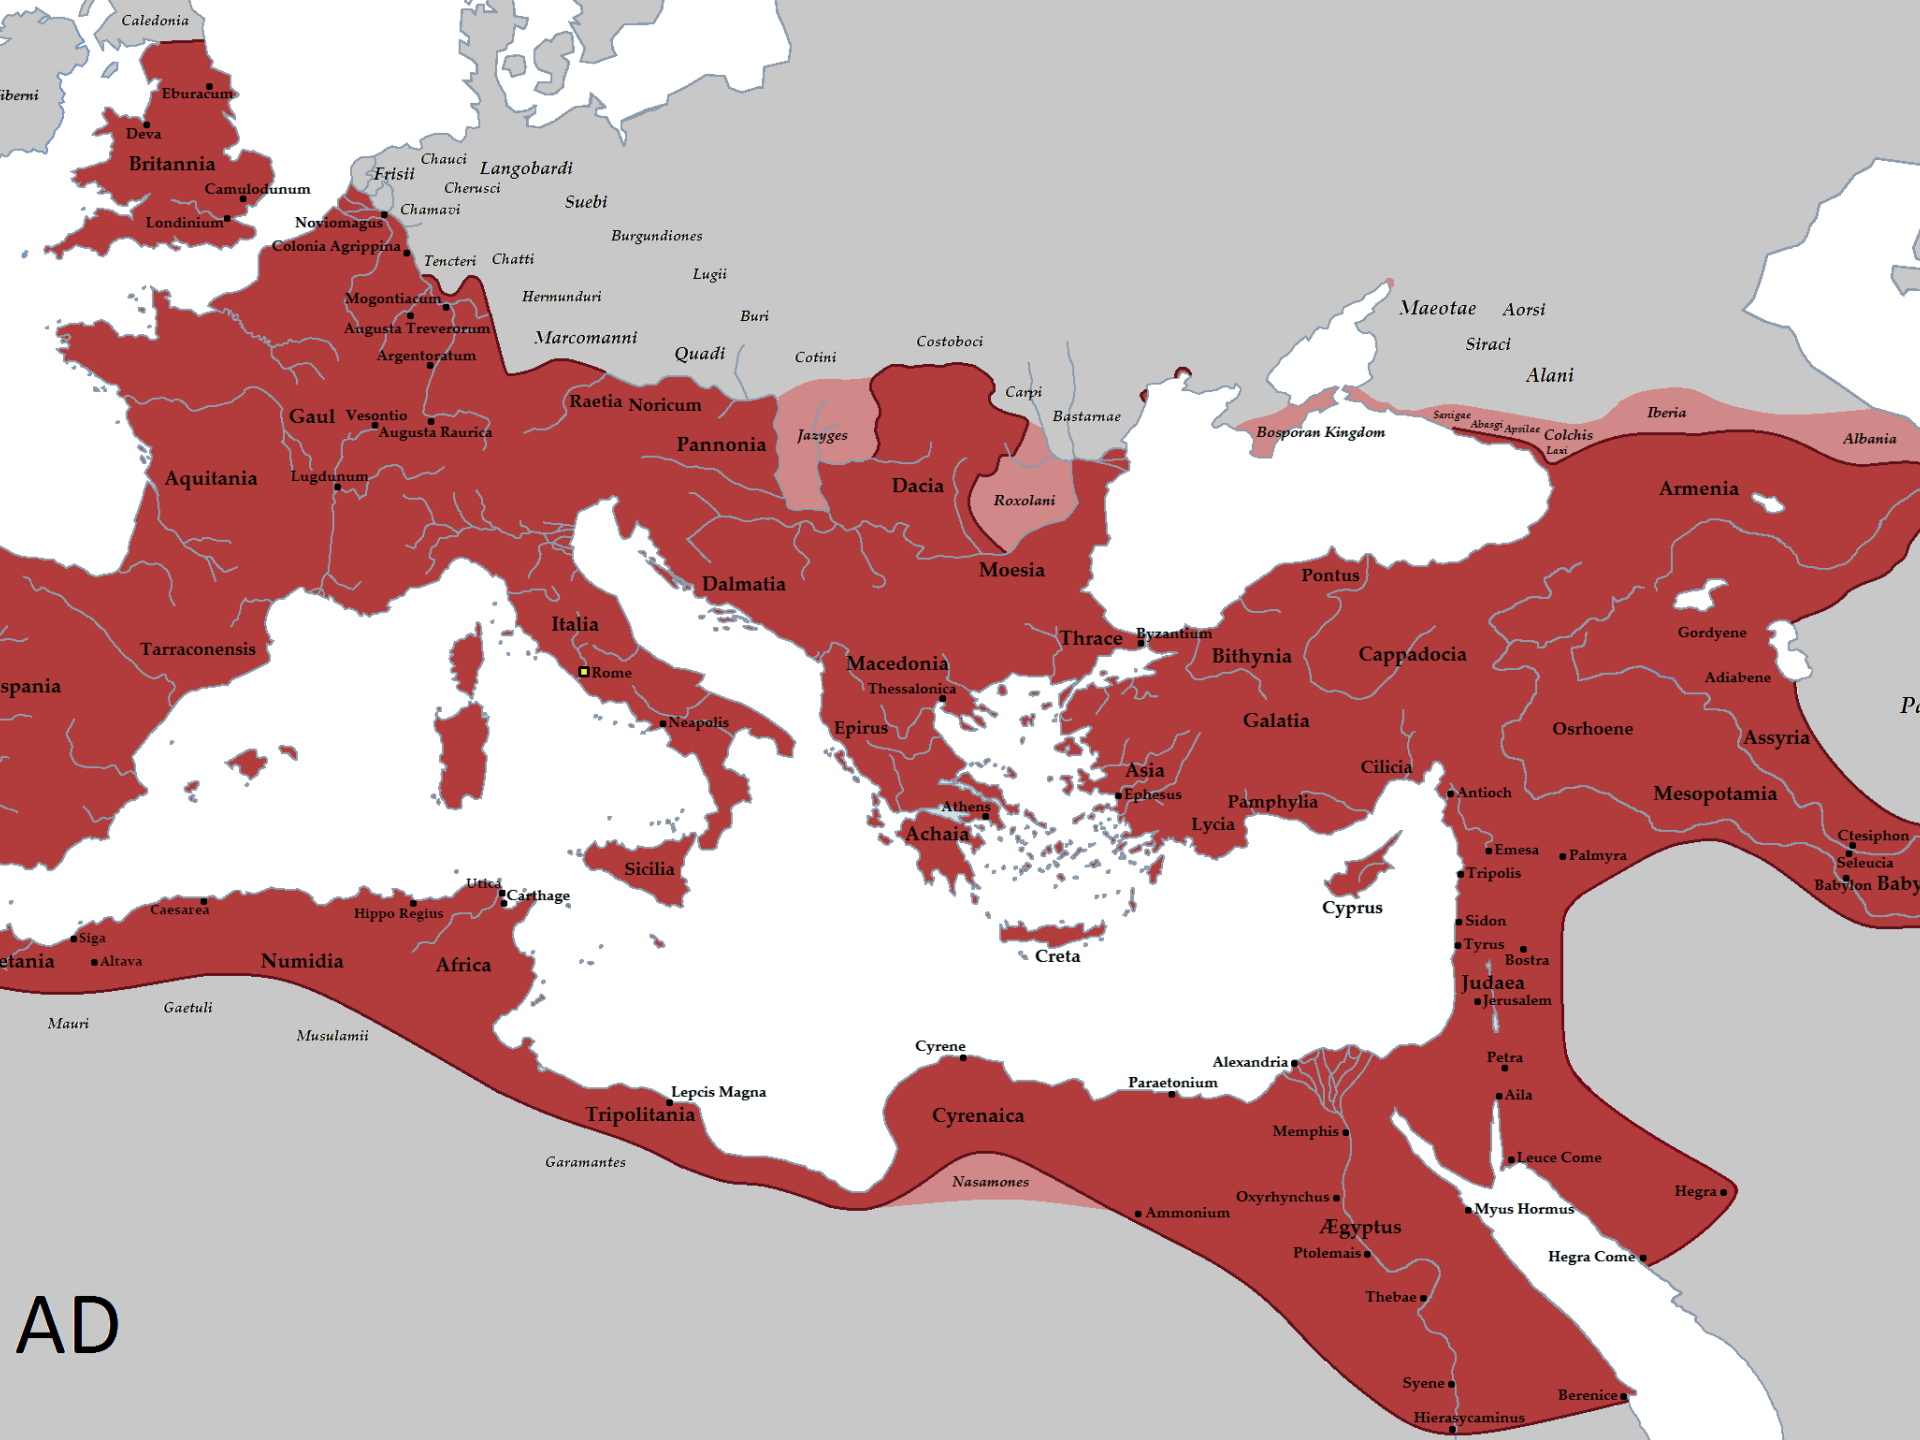 Caledonia
iberni
Eburacum
Deva
Britannia
Camulodunum
Londinium
Frisii
Chauci
Langobardi
Cherusci
Chamavi
Suebi
Noviomagus
Colonia Agrippina
Burgundiones
Tencteri
Chatti
Lugii
Hermunduri
Mogontiacum
Augusta Treverorum
Buri
Marcomanni
Quadi
Cotini
Costoboci
Argentoratum
Maeotae
Aorsi
Siraci
Alani
Carpi
Bastarnae
Raetia
Noricum
Gaul
Vesontio
Augusta Raurica
Pannonia
Jazyges
Bosporan Kingdom
Sanigae
Abasgi
Apsilae
Colchis
Lazi
Iberia
Albania
Aquitania
Lugdunum
Dacia
Roxolani
Armenia
Dalmatia
Moesia
Pontus
Italia
Thrace
Byzantium
Gordyene
Tarraconensis
Macedonia
Bithynia
Cappadocia
Rome
Adiabene
spania
Thessalonica
Pa
Neapolis
Epirus
Galatia
Osrhoene
Assyria
Asia
Cilicia
Ephesus
Antioch
Mesopotamia
Pamphylia
Athens
Lycia
Achaia
Ctesiphon
Emesa
Palmyra
Seleucia
Sicilia
Tripolis
Babylon
Baby
Utica
Carthage
Caesarea
Hippo Regius
Cyprus
Sidon
Siga
Tyrus
Creta
Bostra
etania
Altava
Numidia
Africa
Judaea
Jerusalem
Gaetuli
Mauri
Musulamii
Cyrene
Petra
Alexandria
Paraetonium
Lepcis Magna
Aila
Tripolitania
Cyrenaica
Memphis
Garamantes
Leuce Come
Nasamones
Hegra
Oxyrhynchus
Ammonium
Myus Hormus
Ægyptus
Ptolemais
Hegra Come
Thebae
AD
Syene
Berenice
Hierasycaminus